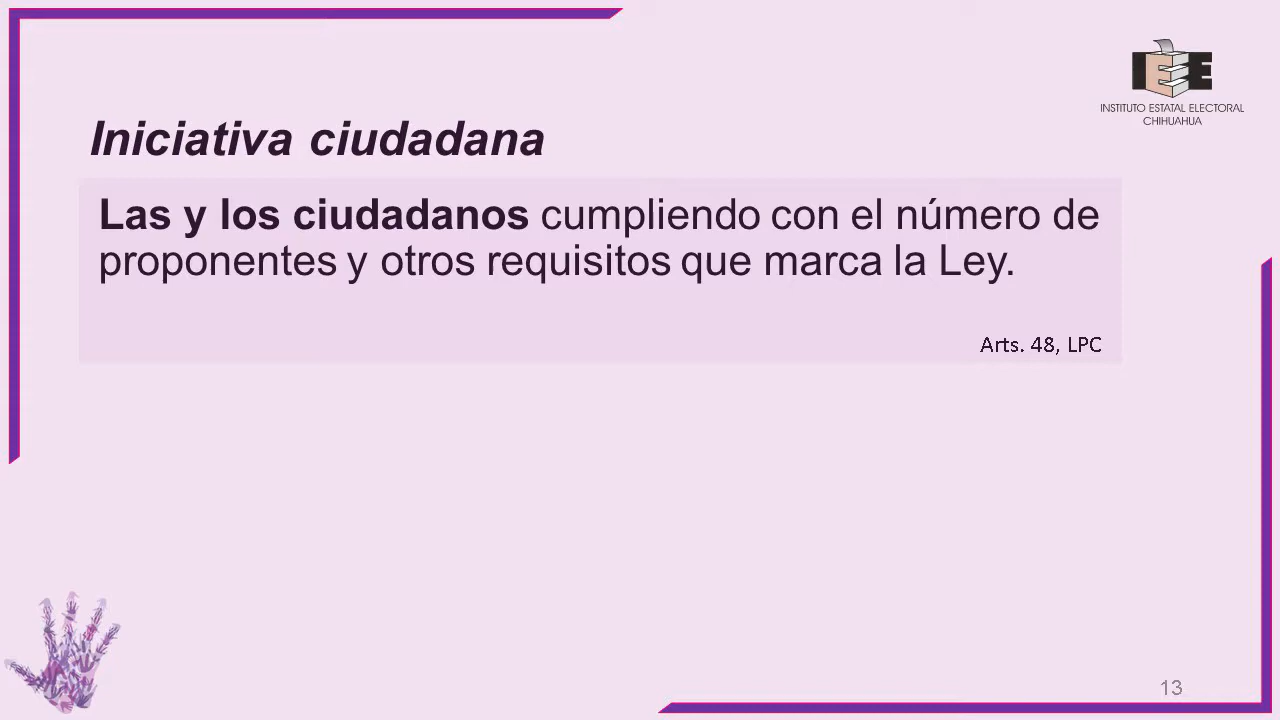 IEE
INSTITUTO ESTATAL ELECTORAL
CHIHUAHUA
Iniciativa ciudadana
Las y los ciudadanos cumpliendo con el número de
proponentes y otros requisitos que marca la Ley.
Arts. 48, LPC
13